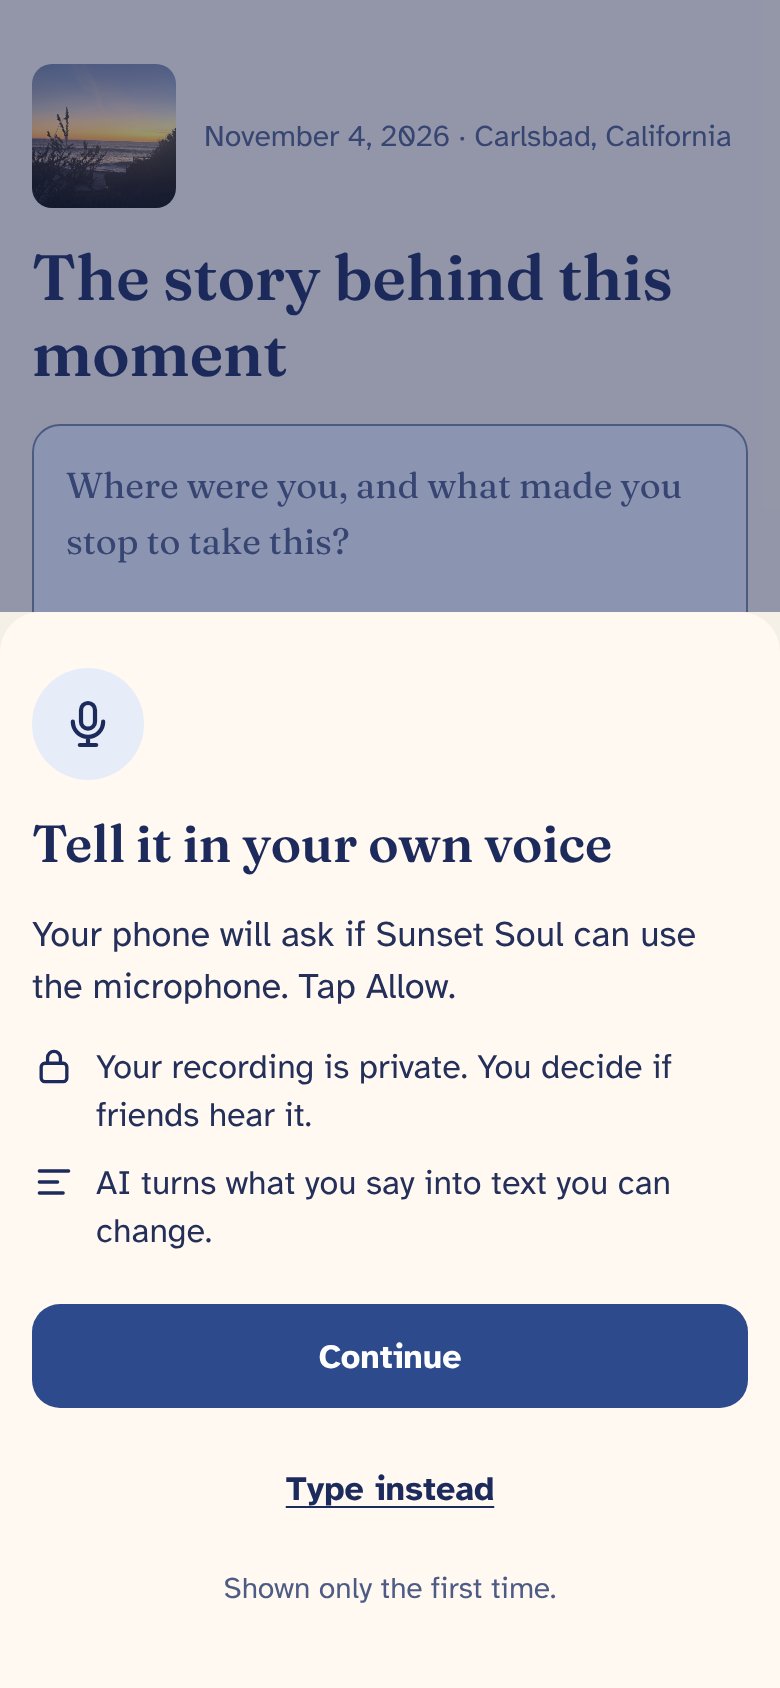 November 4, 2026 · Carlsbad, California
The story behind this
moment
Where were you, and what made you
stop to take this?
Tell it in your own voice
Your phone will ask if Sunset Soul can use
the microphone. Tap Allow.
Your recording is private. You decide if
friends hear it.
AI turns what you say into text you can
change.
Continue
Type instead
Shown only the first time.